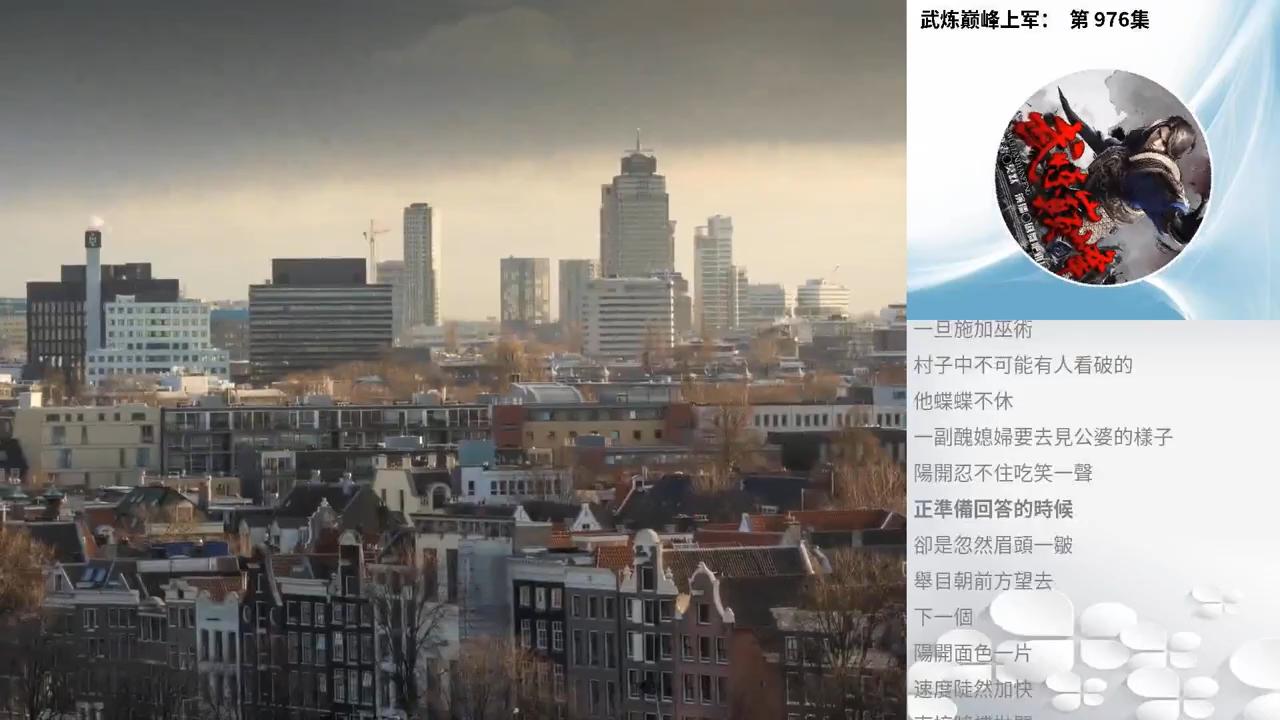 武炼巅峰上军： 第 976集
一旦施加巫術
村子中不可能有人看破的
他蝶蝶不休
一副醜媳婦要去見公婆的樣子
陽開忍不住吃笑一聲
正準備回答的時候
卻是忽然眉頭一皺
舉目朝前方望去
下一個
陽開面色一片
速度陡然加快